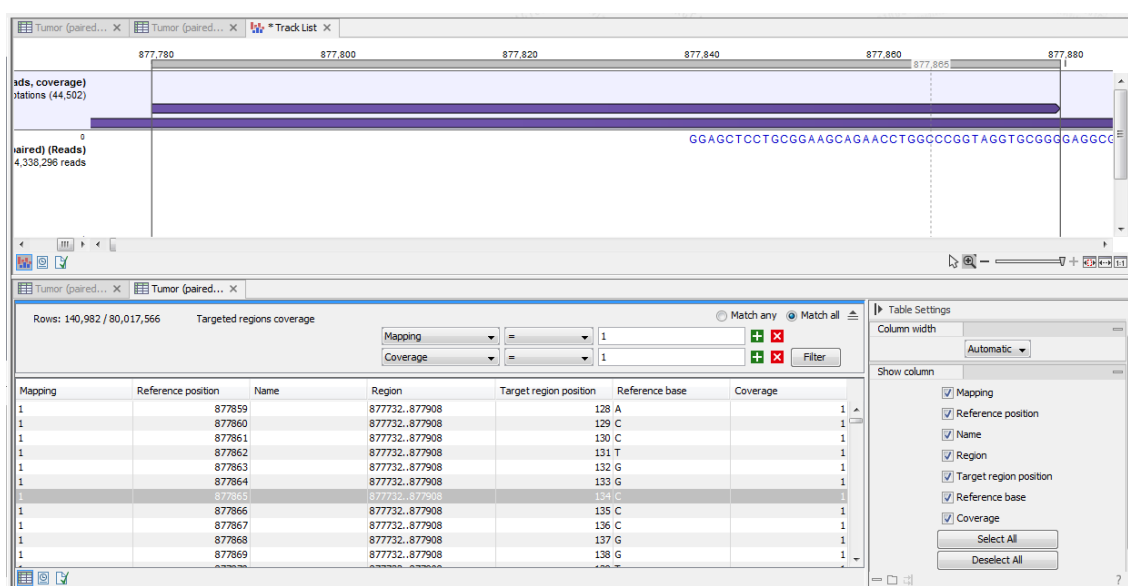 Tumor (paired... Tumor (paired... * Track List
877,780 877,800 877,820 877,840 877,860 877,880
877,865
ads, coverage)
otations (44,502)
0
aired) (Reads)
4,338,296 reads
GGAGCTCCTGCGGAAGCAGAACCTGGCCCGGTAGGTGCGGGGAGGCG
1:1
Tumor (paired... Tumor (paired...
Rows: 140,982 / 80,017,566 Targeted regions coverage Match any Match all
Mapping = 1
Coverage = 1 Filter
Mapping Reference position Name Region Target region position Reference base Coverage
1 877859 877732..877908 128 A 1
1 877860 877732..877908 129 C 1
1 877861 877732..877908 130 C 1
1 877862 877732..877908 131 T 1
1 877863 877732..877908 132 G 1
1 877864 877732..877908 133 G 1
1 877865 877732..877908 134 C 1
1 877866 877732..877908 135 C 1
1 877867 877732..877908 136 C 1
1 877868 877732..877908 137 G 1
1 877869 877732..877908 138 G 1
Table Settings
Column width
Automatic
Show column
Mapping
Reference position
Name
Region
Target region position
Reference base
Coverage
Select All
Deselect All
?